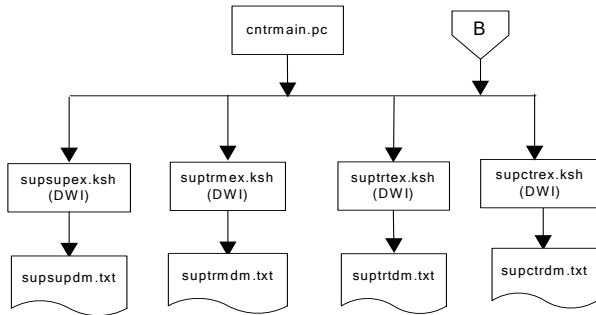 cntrmain.pc
B
supsupex.ksh
(DWI)
suptrmex.ksh
(DWI)
suptrtex.ksh
(DWI)
supctrex.ksh
(DWI)
supsupdm.txt
suptrmdm.txt
suptrtdm.txt
supctrdm.txt